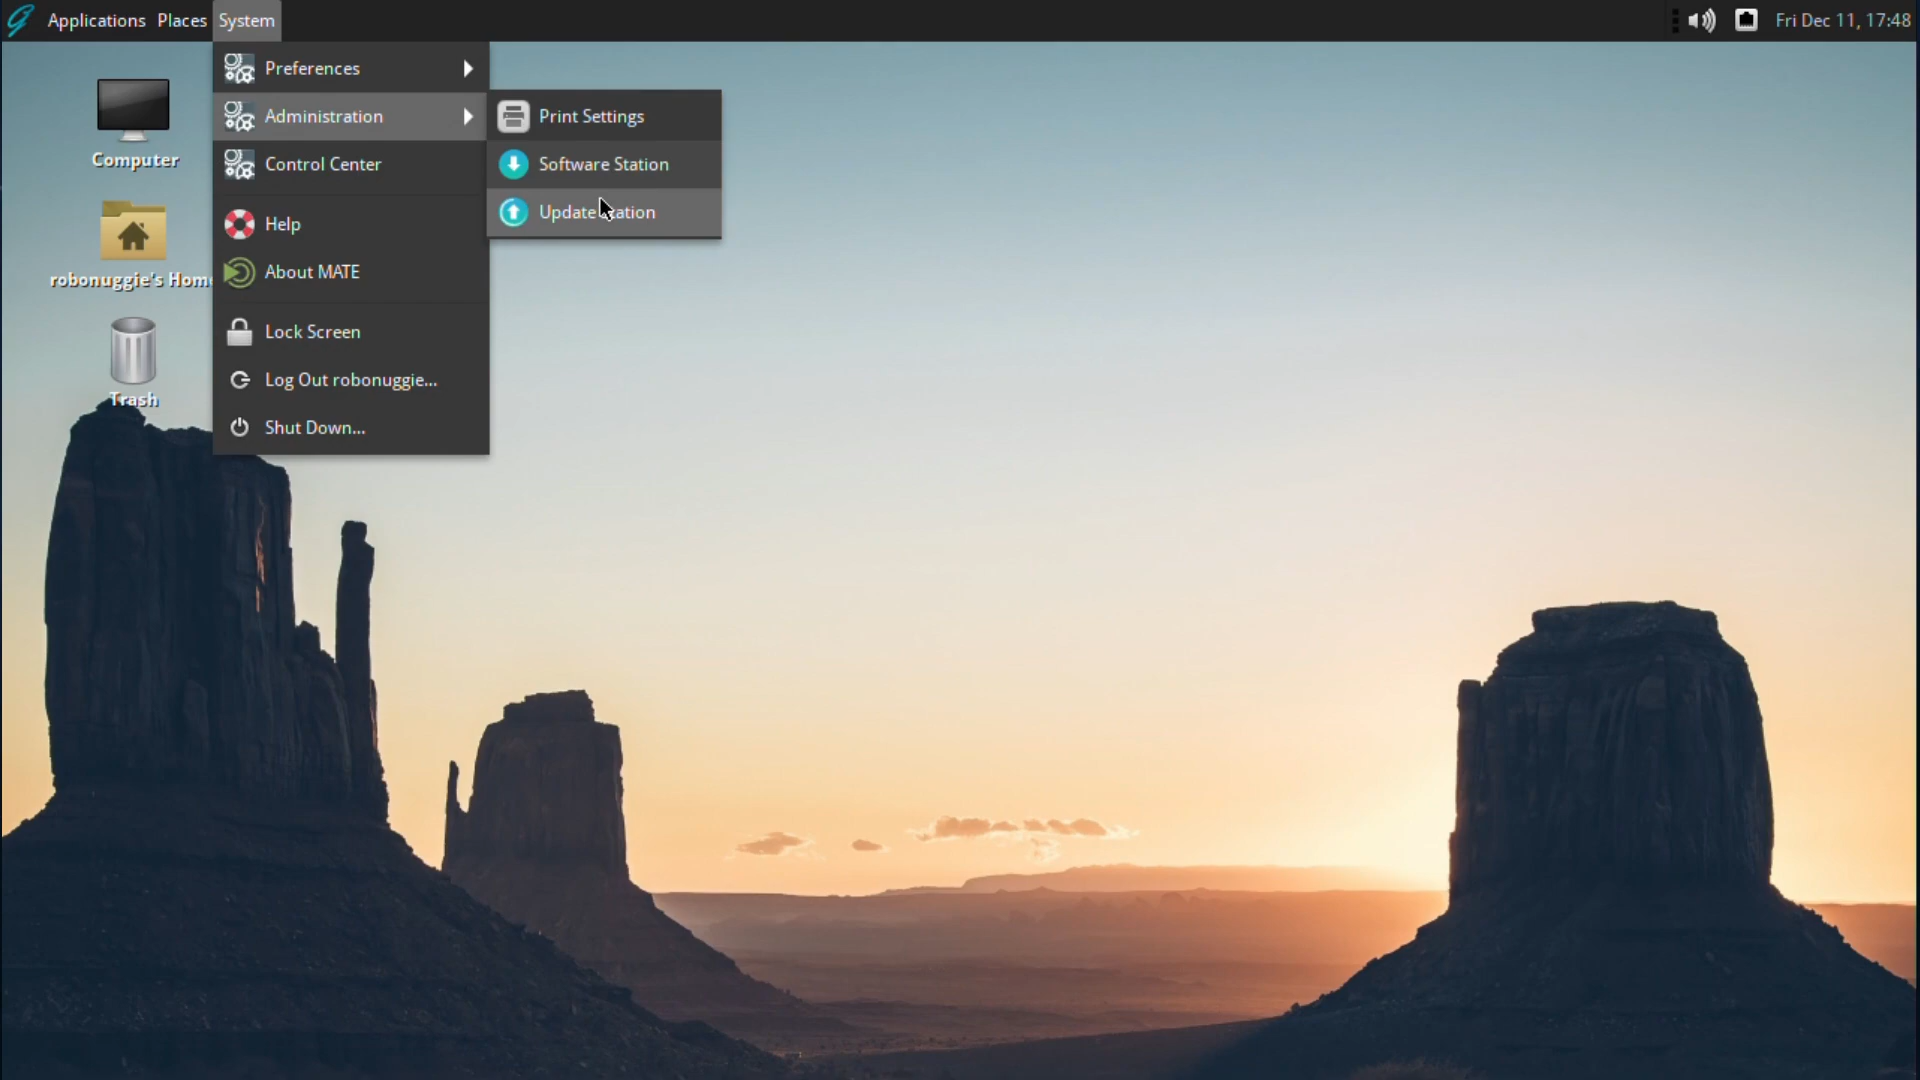 Applications Places System
Fri Dec 11, 17:48
Computer
robonuggie's Home
Trash
Preferences
Administration
Control Center
Help
About MATE
Lock Screen
Log Out robonuggie...
Shut Down...
Print Settings
Software Station
Update Station